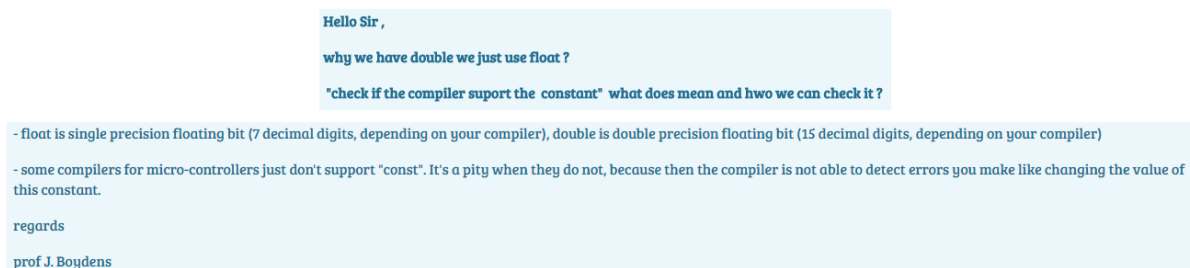 Hello Sir ,
why we have double we just use float ?
"check if the compiler suport the constant" what does mean and hwo we can check it ?
- float is single precision floating bit (7 decimal digits, depending on your compiler), double is double precision floating bit (15 decimal digits, depending on your compiler)
- some compilers for micro-controllers just don't support "const". It's a pity when they do not, because then the compiler is not able to detect errors you make like changing the value of
this constant.
regards
prof J. Boydens